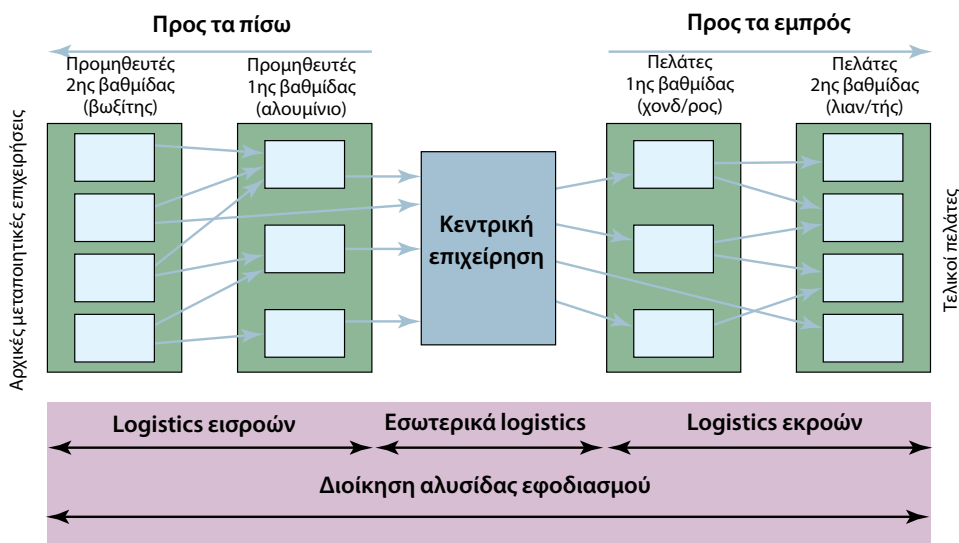 Προς τα πίσω
Προς τα εμπρός
Προμηθευτές
2ης βαθμίδας
(βωξίτης)
Προμηθευτές
1ης βαθμίδας
(αλουμίνιο)
Πελάτες
1ης βαθμίδας
(χονδ/ρος)
Πελάτες
2ης βαθμίδας
(λιαν/τής)
Αρχικές μεταποιητικές επιχειρήσεις
Κεντρική
επιχείρηση
Τελικοί πελάτες
Logistics εισροών
Εσωτερικά logistics
Logistics εκροών
Διοίκηση αλυσίδας εφοδιασμού